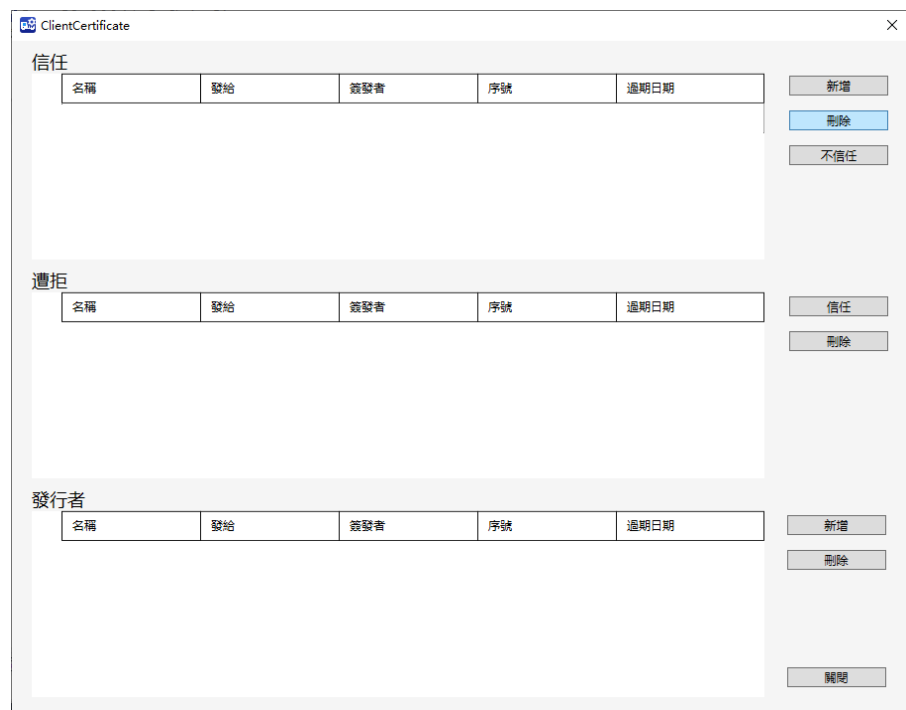 ClientCertificate
信任
名稱 發給 簽發者 序號 過期日期
新增
刪除
不信任
遭拒
名稱 發給 簽發者 序號 過期日期
信任
刪除
發行者
名稱 發給 簽發者 序號 過期日期
新增
刪除
關閉